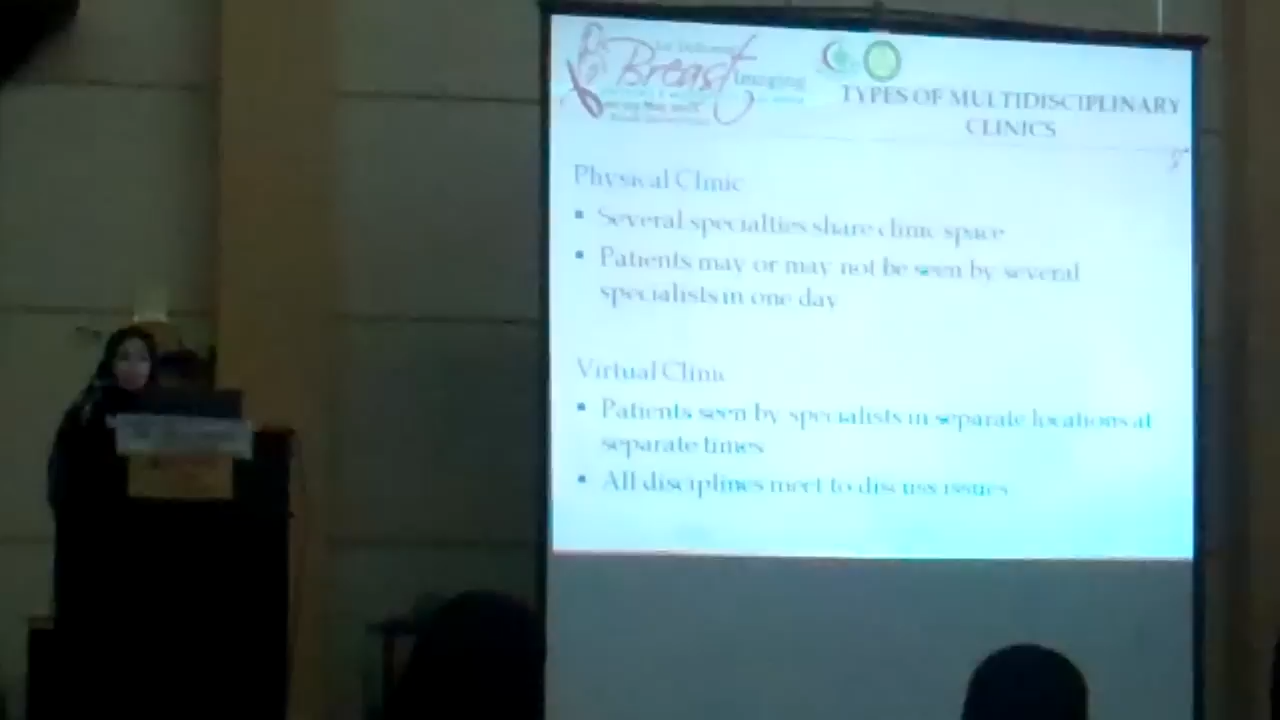 Breast
Imaging
TYPES OF MULTIDISCIPLINARY
CLINICS
Physical Clinic
▪ Several specialties share clinic space
▪ Patients may or may not be seen by several
specialists in one day
Virtual Clinic
▪ Patients seen by specialists in separate locations at
separate times
▪ All disciplines meet to discuss issues